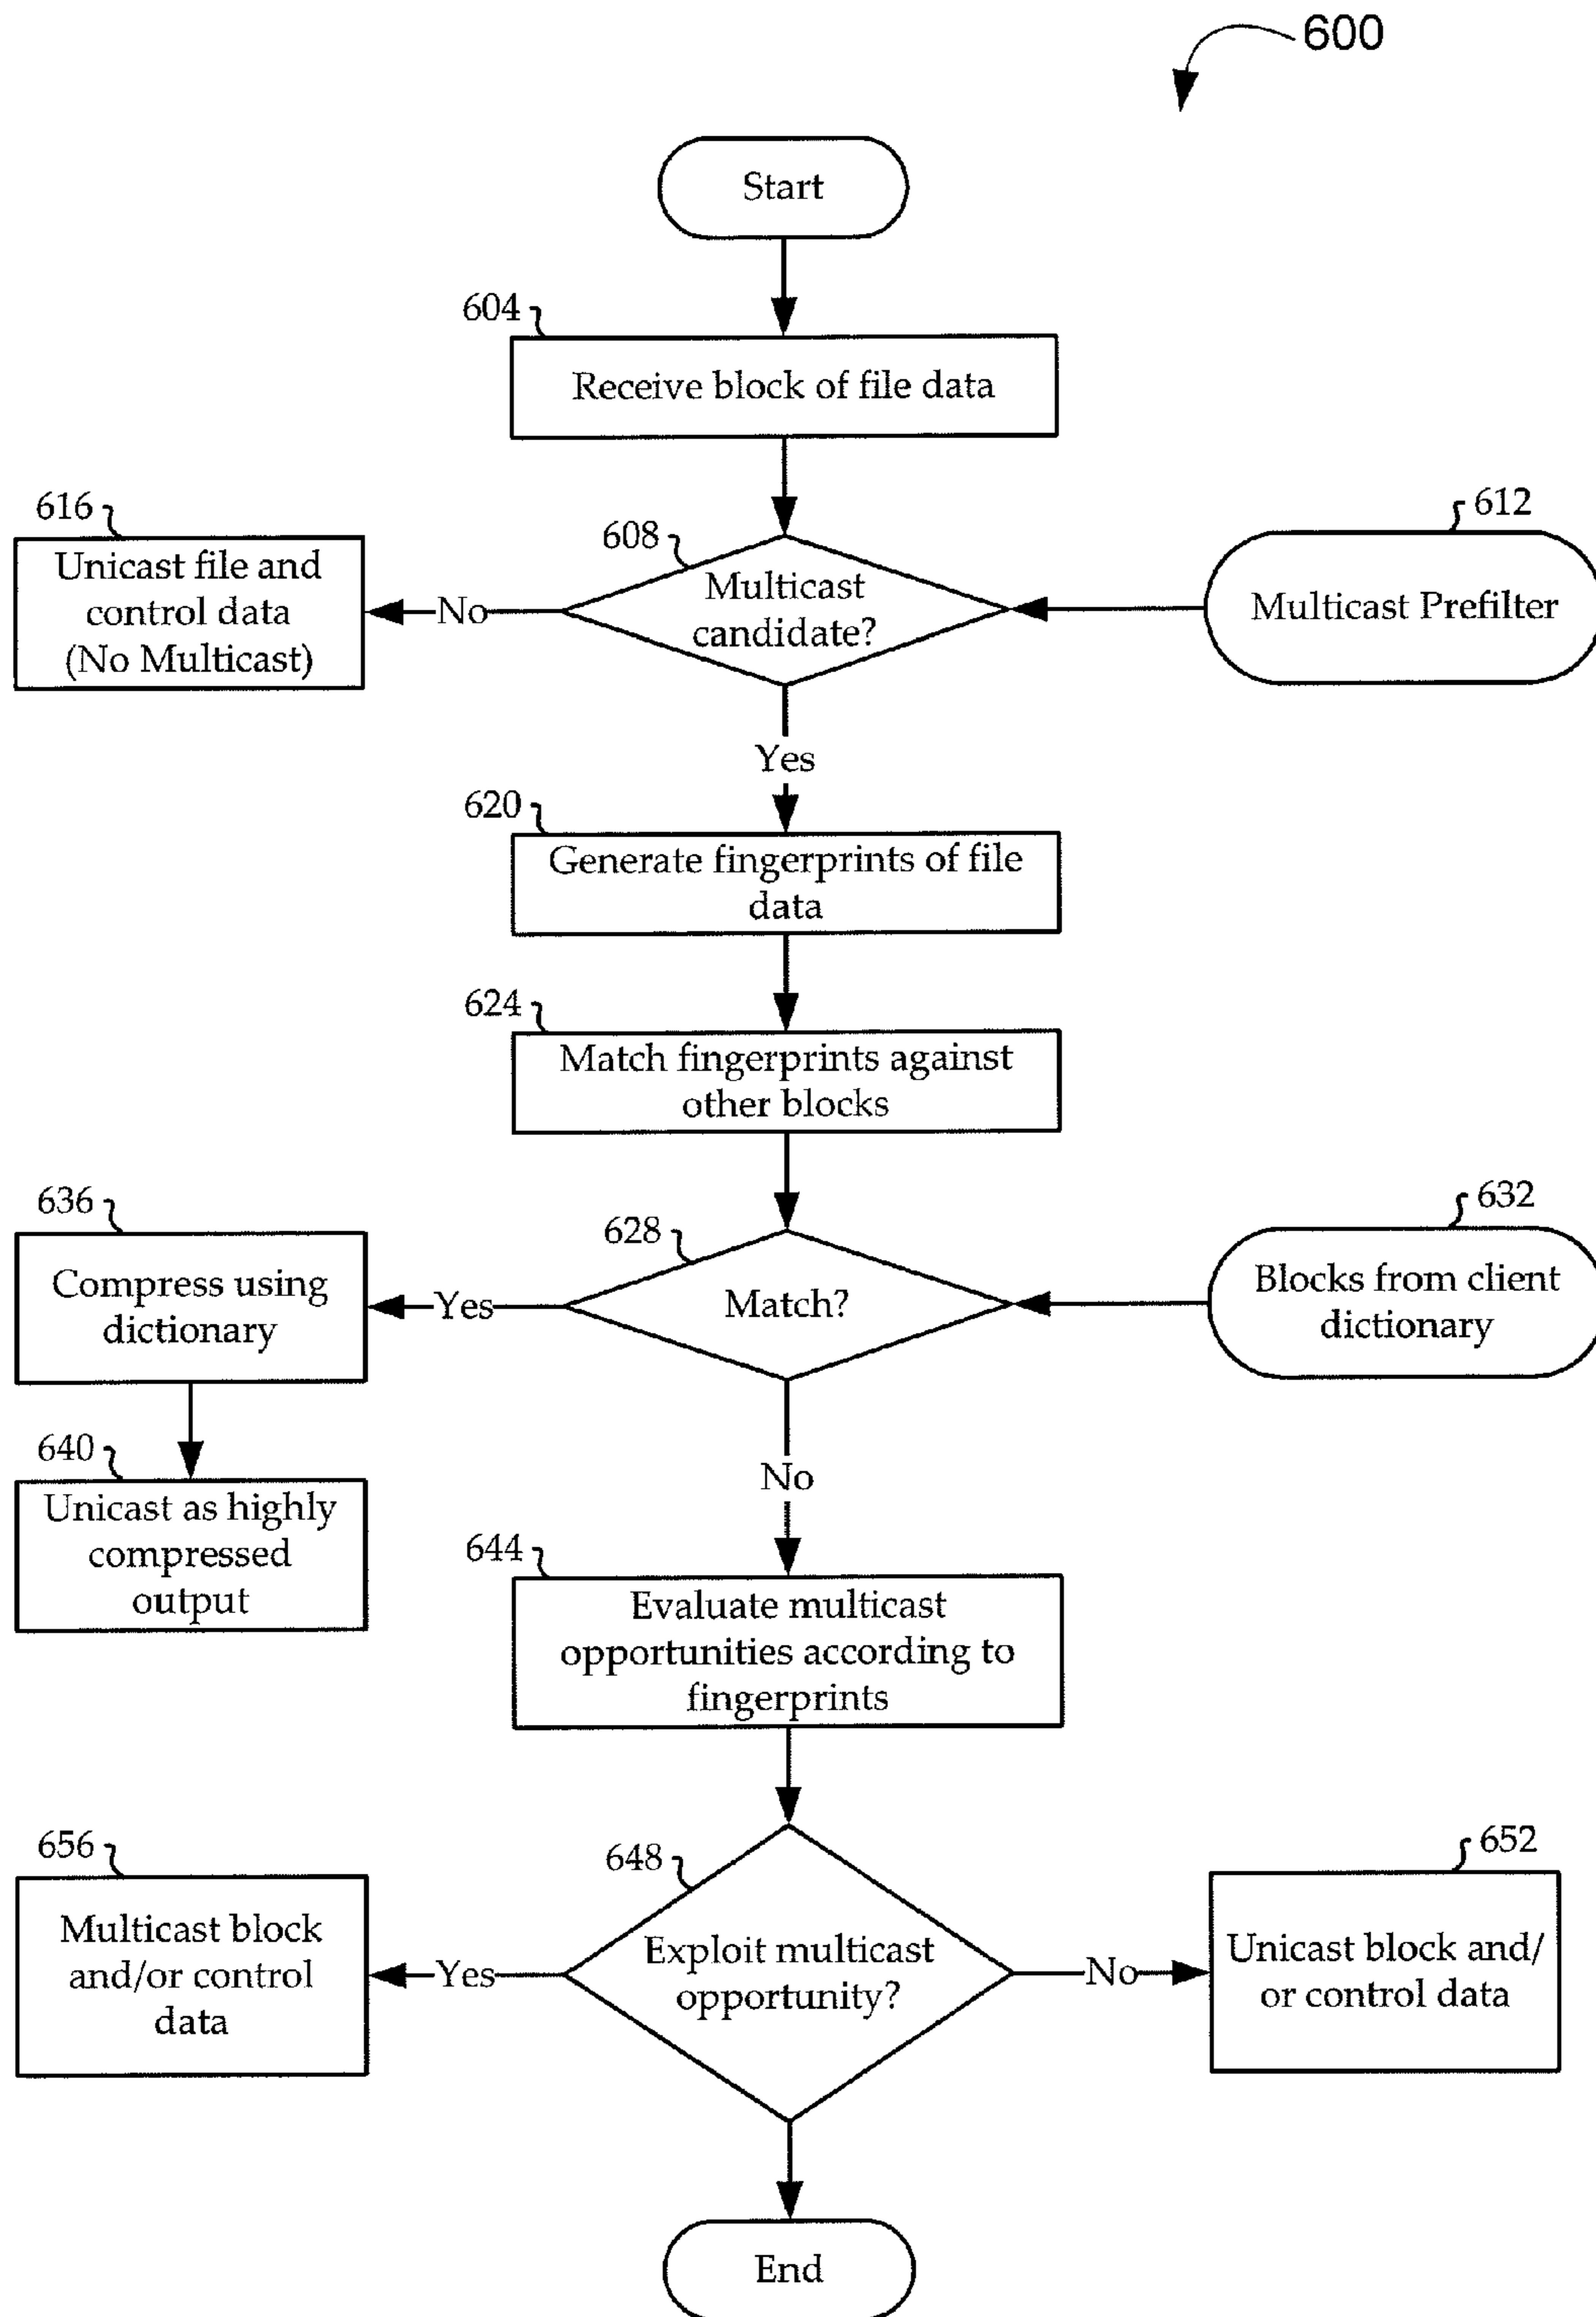 600
Start
604
Receive block of file data
616
Unicast file and
control data
(No Multicast)
No
608
Multicast
candidate?
612
Multicast Prefilter
Yes
620
Generate fingerprints of file
data
624
Match fingerprints against
other blocks
636
Compress using
dictionary
Yes
628
Match?
632
Blocks from client
dictionary
640
Unicast as highly
compressed
output
No
644
Evaluate multicast
opportunities according to
fingerprints
656
Multicast block
and/or control
data
Yes
648
Exploit multicast
opportunity?
No
652
Unicast block and/
or control data
End